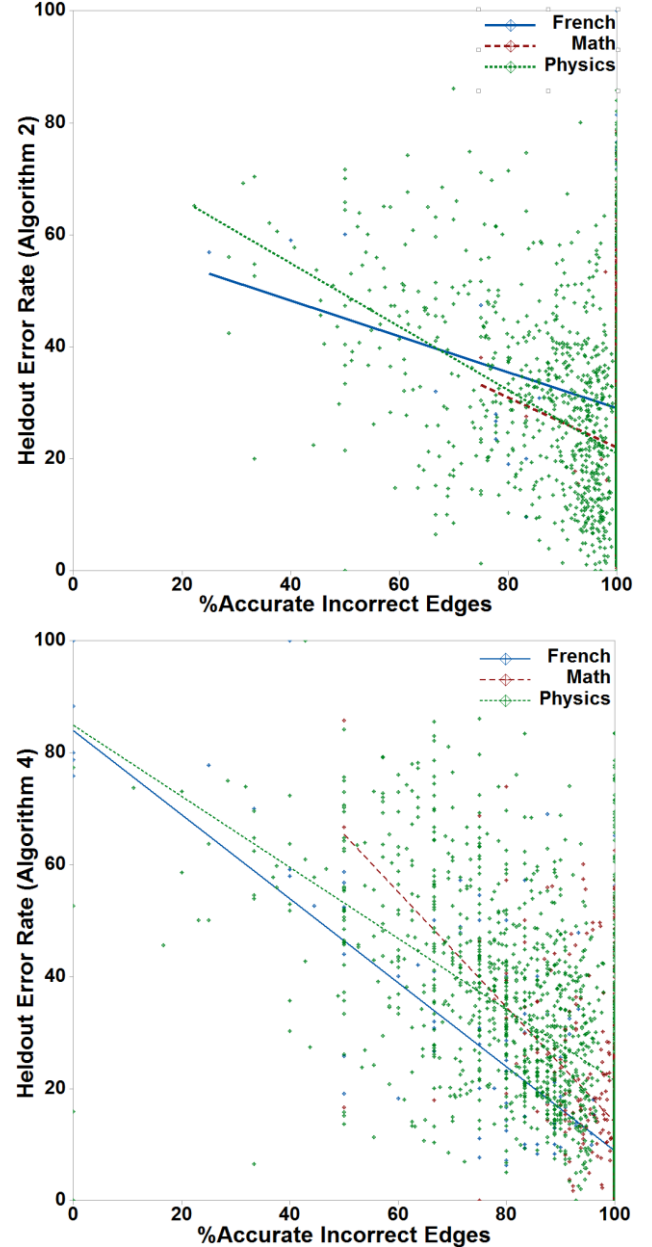 100
80
60
40
20
0
Heldout Error Rate (Algorithm 2)
French
Math
Physics
0 20 40 60 80 100
%Accurate Incorrect Edges
100
80
60
40
20
0
Heldout Error Rate (Algorithm 4)
French
Math
Physics
0 20 40 60 80 100
%Accurate Incorrect Edges